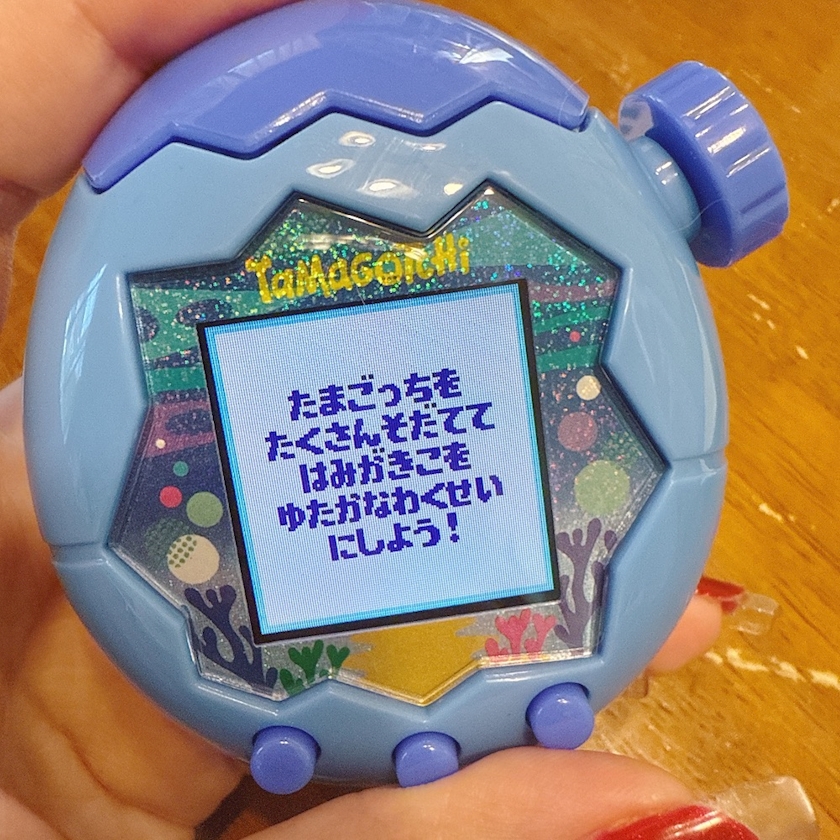 TaMaGotcHi
たまごっちを
たくさんそだてて
はみがきこを
ゆたかなわくせい
にしよう!